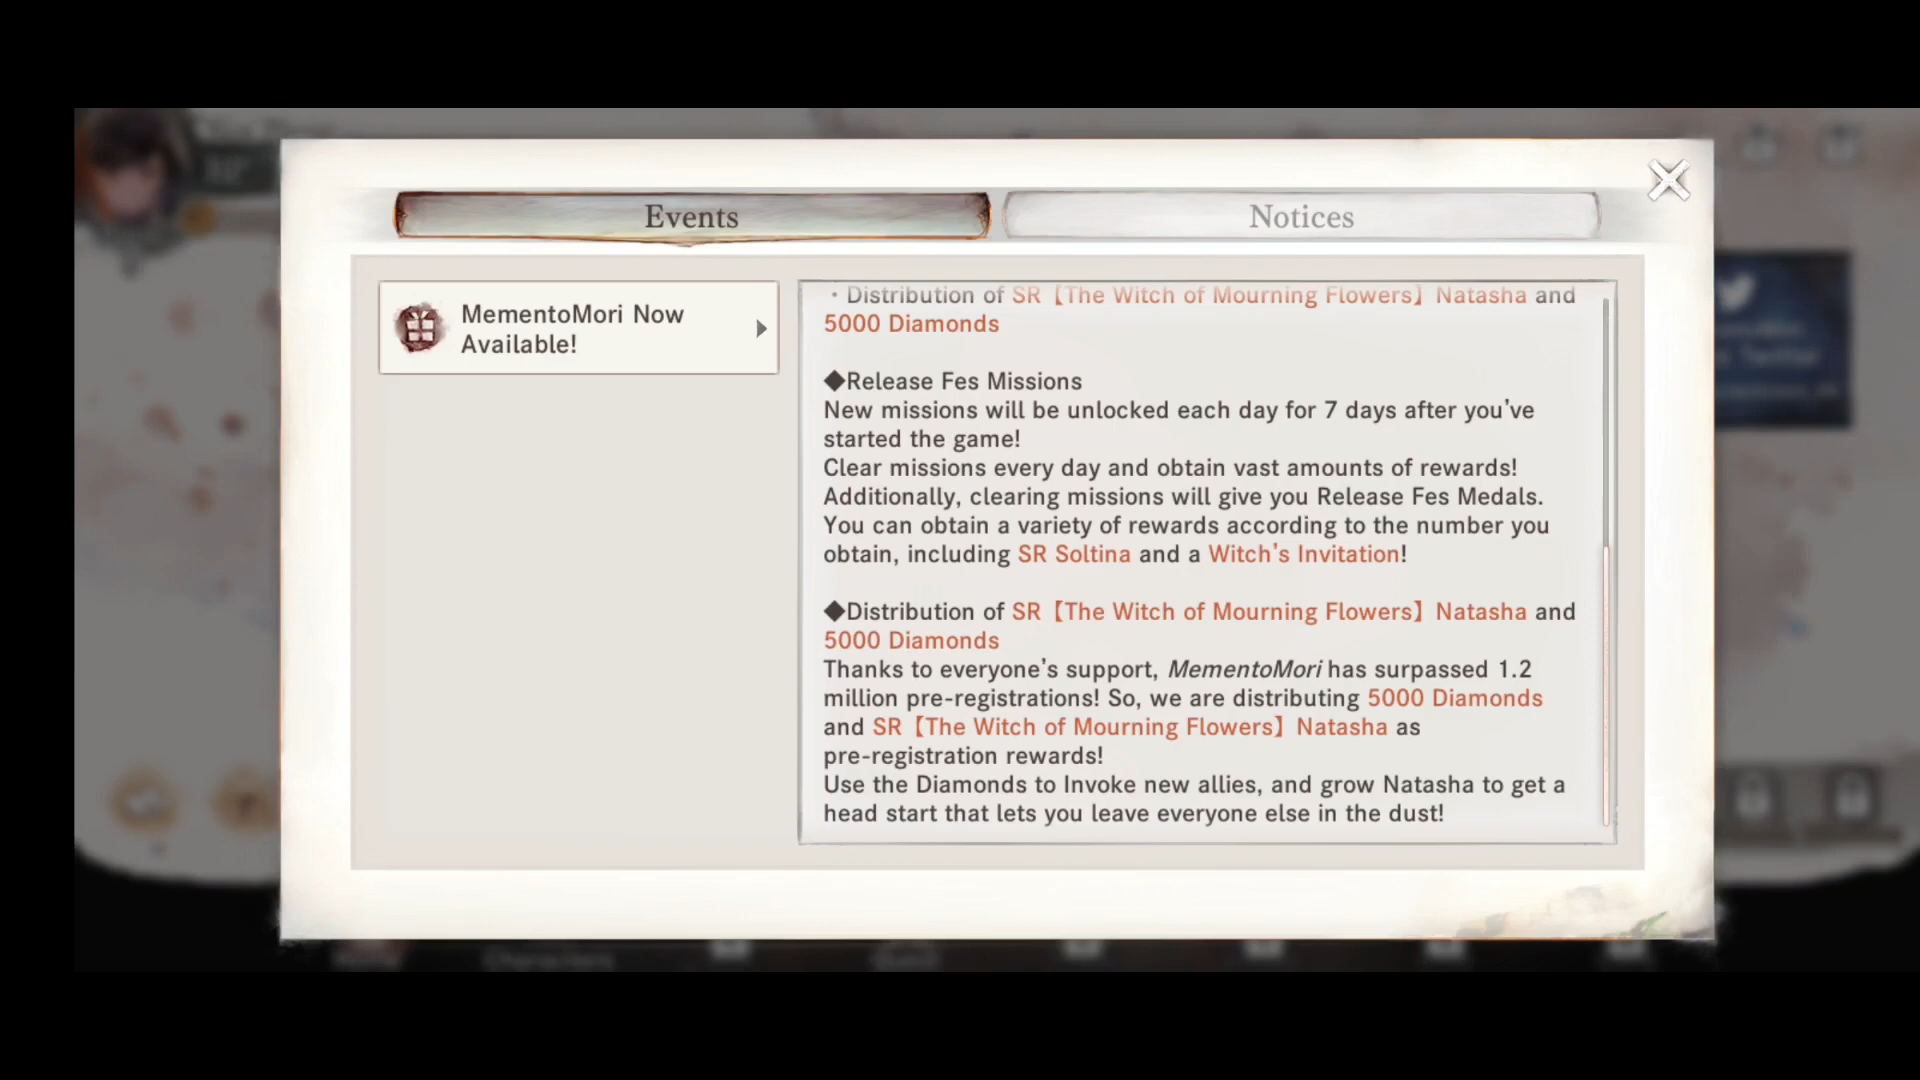 Events
Notices
MementoMori Now
Available!
・Distribution of SR【The Witch of Mourning Flowers】Natasha and
5000 Diamonds
◆Release Fes Missions
New missions will be unlocked each day for 7 days after you've
started the game!
Clear missions every day and obtain vast amounts of rewards!
Additionally, clearing missions will give you Release Fes Medals.
You can obtain a variety of rewards according to the number you
obtain, including SR Soltina and a Witch's Invitation!
◆Distribution of SR【The Witch of Mourning Flowers】Natasha and
5000 Diamonds
Thanks to everyone's support, MementoMori has surpassed 1.2
million pre-registrations! So, we are distributing 5000 Diamonds
and SR【The Witch of Mourning Flowers】Natasha as
pre-registration rewards!
Use the Diamonds to Invoke new allies, and grow Natasha to get a
head start that lets you leave everyone else in the dust!
Twitter
Characters